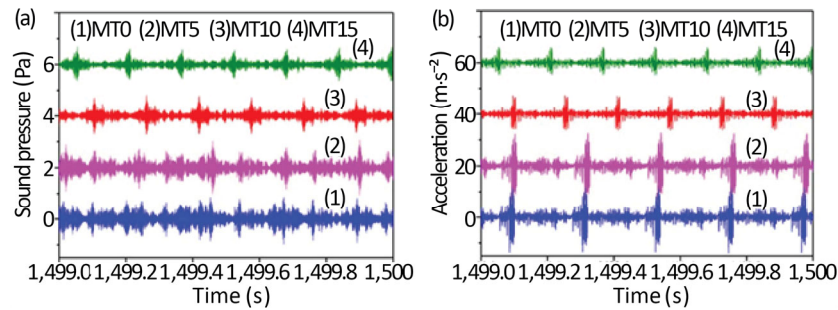 (a)
(1)MT0 (2)MT5 (3)MT10 (4)MT15
(4)
(3)
(2)
(1)
6
4
2
0
Sound pressure (Pa)
1,499.0 1,499.2 1,499.4 1,499.6 1,499.8 1,500
Time (s)
(b)
(1)MT0 (2)MT5 (3)MT10 (4)MT15
(4)
(3)
(2)
(1)
60
40
20
0
Acceleration (m·s⁻²)
1,499.0 1,499.2 1,499.4 1,499.6 1,499.8 1,500
Time (s)